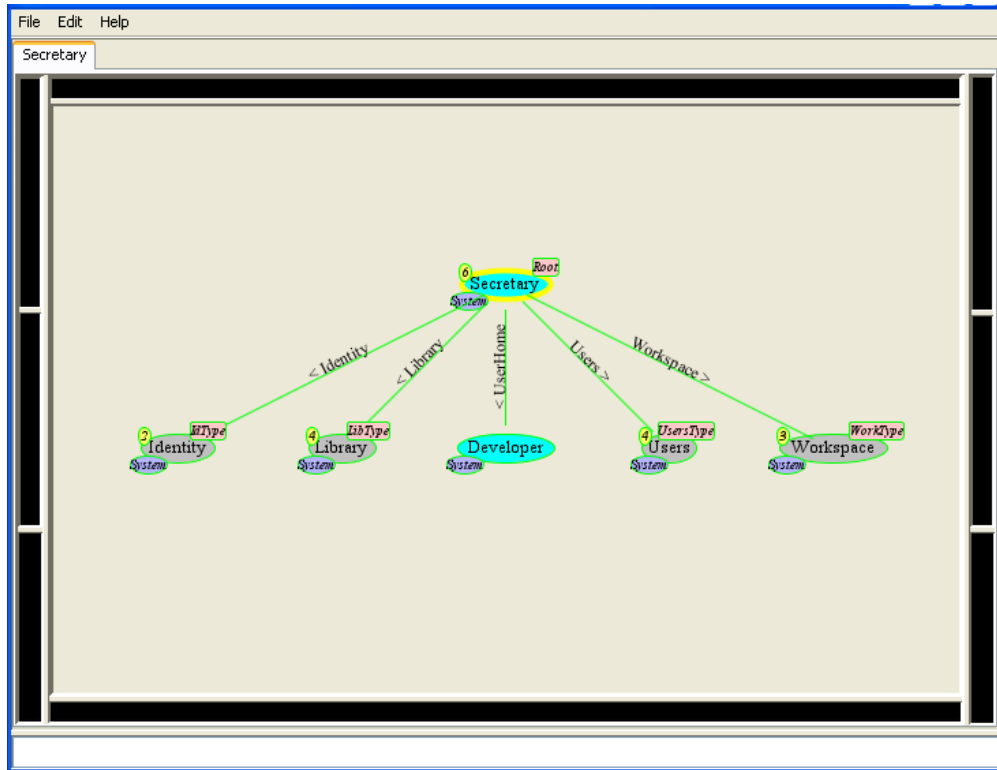 File Edit Help
Secretary
6 Root
Secretary
System
< Identity
< Library
< UserHome
Users >
Workspace >
2 IdType
Identity
System
4 LibType
Library
System
Developer
System
4 UsersType
Users
System
3 WorkType
Workspace
System